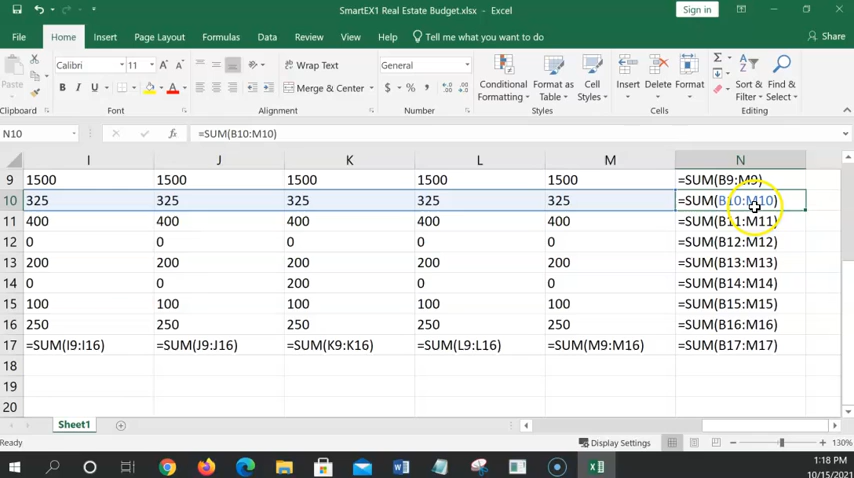 SmartEX1 Real Estate Budget.xlsx - Excel
Sign in
File Home Insert Page Layout Formulas Data Review View Help Tell me what you want to do Share
Paste
Calibri 11 A A
B I U A
Wrap Text
Merge & Center
General
$ % ,
Conditional Formatting
Format as Table
Cell Styles
Insert
Delete
Format
Sort & Filter
Find & Select
Clipboard Font Alignment Number Styles Cells Editing
N10 fx =SUM(B10:M10)
I J K L M N
9 1500 1500 1500 1500 1500 =SUM(B9:M9)
10 325 325 325 325 325 =SUM(B10:M10)
11 400 400 400 400 400 =SUM(B11:M11)
12 0 0 0 0 0 =SUM(B12:M12)
13 200 200 200 200 200 =SUM(B13:M13)
14 0 0 200 0 0 =SUM(B14:M14)
15 100 100 100 100 100 =SUM(B15:M15)
16 250 250 250 250 250 =SUM(B16:M16)
17 =SUM(I9:I16) =SUM(J9:J16) =SUM(K9:K16) =SUM(L9:L16) =SUM(M9:M16) =SUM(B17:M17)
18
19
20
Sheet1
Ready Display Settings 130%
1:18 PM
10/15/2021